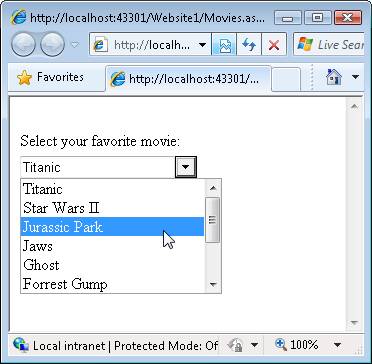 http://localhost:43301/Website1/Movies.as...
http://localh...
Live Sear
Favorites
http://localhost:43301/...
Select your favorite movie:
Titanic
Titanic
Star Wars II
Jurassic Park
Jaws
Ghost
Forrest Gump
Local intranet | Protected Mode: Of
100%